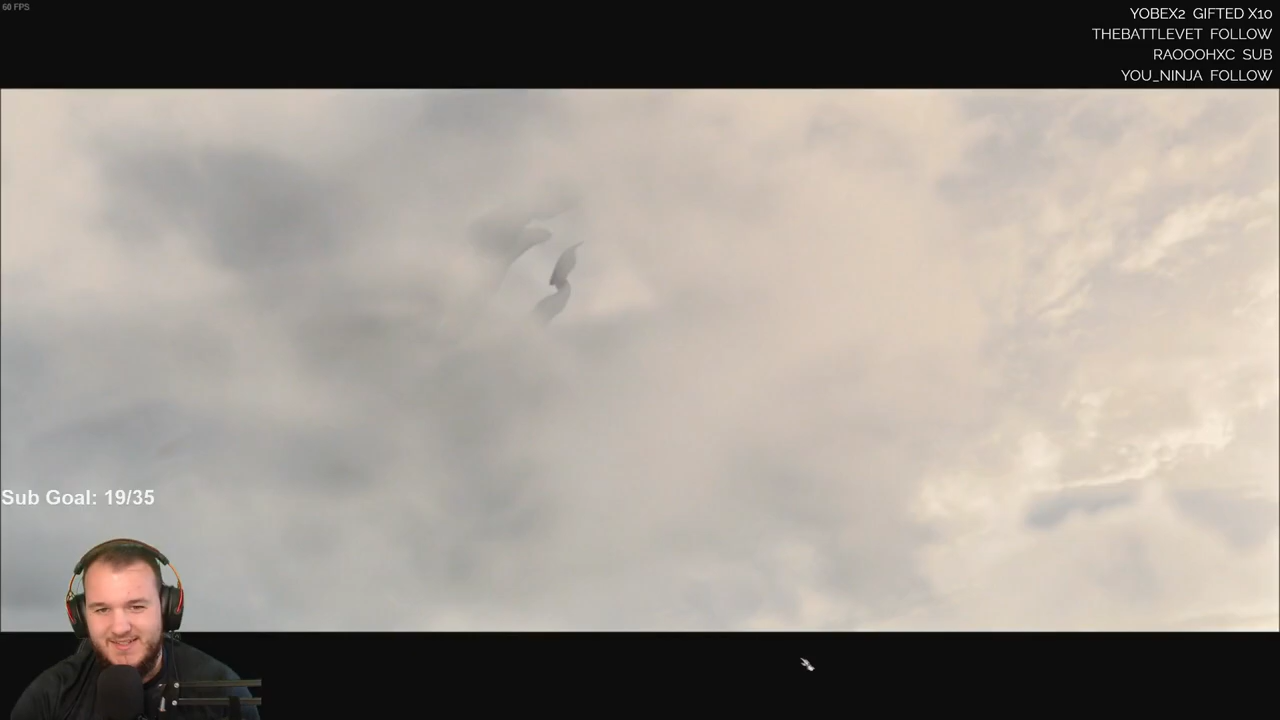 60 FPS
YOBEX2 GIFTED X10
THEBATTLEVET FOLLOW
RAOOOHXC SUB
YOU_NINJA FOLLOW
Sub Goal: 19/35